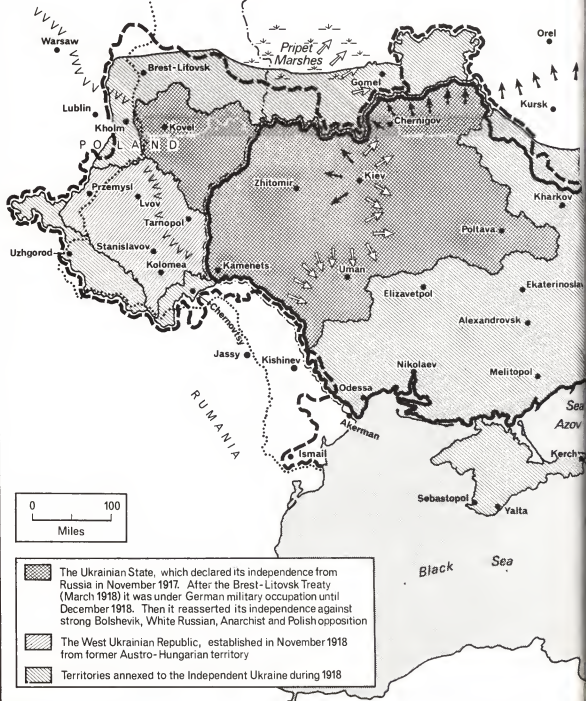 Warsaw
Orel
Pripet
Marshes
Brest-Litovsk
Gomel
Kursk
Lublin
Kholm
Kovel
Chernigov
POLAND
Kiev
Zhitomir
Przemysl
Lvov
Kharkov
Tarnopol
Poltava
Stanislavov
Uzhgorod
Kolomea
Kamenets
Uman
Elizavetpol
Ekaterinoslav
Chernovtsy
Alexandrovsk
Jassy
Kishinev
Nikolaev
Melitopol
RUMANIA
Odessa
Sea
Azov
Akerman
Ismail
Kerch
Sebastopol
Yalta
0 100
Miles
Black Sea
The Ukrainian State, which declared its independence from
Russia in November 1917. After the Brest-Litovsk Treaty
(March 1918) it was under German military occupation until
December 1918. Then it reasserted its independence against
strong Bolshevik, White Russian, Anarchist and Polish opposition
The West Ukrainian Republic, established in November 1918
from former Austro-Hungarian territory
Territories annexed to the Independent Ukraine during 1918